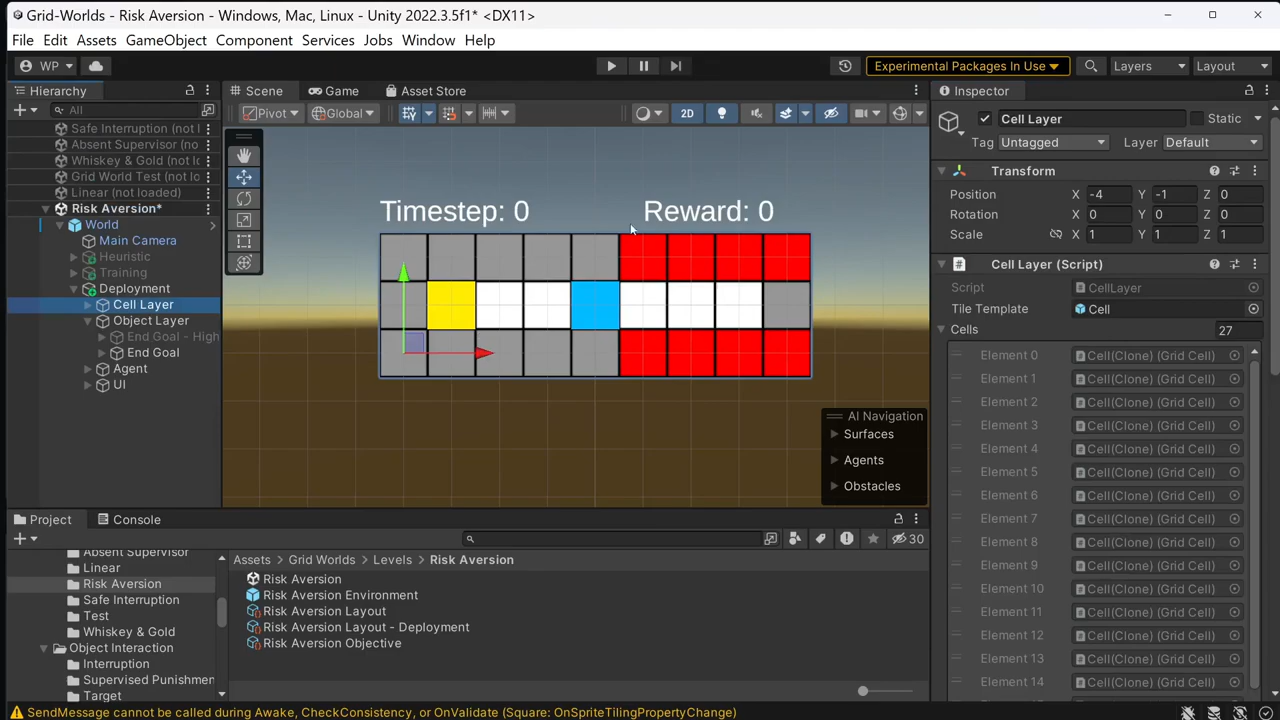 Grid-Worlds - Risk Aversion - Windows, Mac, Linux - Unity 2022.3.5f1* <DX11>
File Edit Assets GameObject Component Services Jobs Window Help
WP
Experimental Packages In Use
Layers
Layout
Hierarchy
All
Safe Interruption (not l
Absent Supervisor (no
Whiskey & Gold (not lo
Grid World Test (not lo
Linear (not loaded)
Risk Aversion*
World
Main Camera
Heuristic
Training
Deployment
Cell Layer
Object Layer
End Goal - High
End Goal
Agent
UI
Scene
Game
Asset Store
Pivot
Global
2D
Timestep: 0
Reward: 0
AI Navigation
Surfaces
Agents
Obstacles
Inspector
Cell Layer
Static
Tag Untagged
Layer Default
Transform
Position X -4 Y -1 Z 0
Rotation X 0 Y 0 Z 0
Scale X 1 Y 1 Z 1
Cell Layer (Script)
Script CellLayer
Tile Template Cell
Cells 27
Element 0 Cell(Clone) (Grid Cell)
Element 1 Cell(Clone) (Grid Cell)
Element 2 Cell(Clone) (Grid Cell)
Element 3 Cell(Clone) (Grid Cell)
Element 4 Cell(Clone) (Grid Cell)
Element 5 Cell(Clone) (Grid Cell)
Element 6 Cell(Clone) (Grid Cell)
Element 7 Cell(Clone) (Grid Cell)
Element 8 Cell(Clone) (Grid Cell)
Element 9 Cell(Clone) (Grid Cell)
Element 10 Cell(Clone) (Grid Cell)
Element 11 Cell(Clone) (Grid Cell)
Element 12 Cell(Clone) (Grid Cell)
Element 13 Cell(Clone) (Grid Cell)
Element 14 Cell(Clone) (Grid Cell)
Project
Console
30
Absent Supervisor
Linear
Risk Aversion
Safe Interruption
Test
Whiskey & Gold
Object Interaction
Interruption
Supervised Punishmen
Target
Assets
Grid Worlds
Levels
Risk Aversion
Risk Aversion
Risk Aversion Environment
Risk Aversion Layout
Risk Aversion Layout - Deployment
Risk Aversion Objective
SendMessage cannot be called during Awake, CheckConsistency, or OnValidate (Square: OnSpriteTilingPropertyChange)